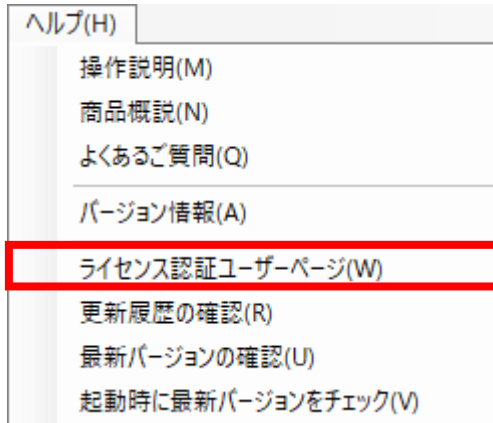 ヘルプ(H)
操作説明(M)
商品概説(N)
よくあるご質問(Q)
バージョン情報(A)
ライセンス認証ユーザーページ(W)
更新履歴の確認(R)
最新バージョンの確認(U)
起動時に最新バージョンをチェック(V)